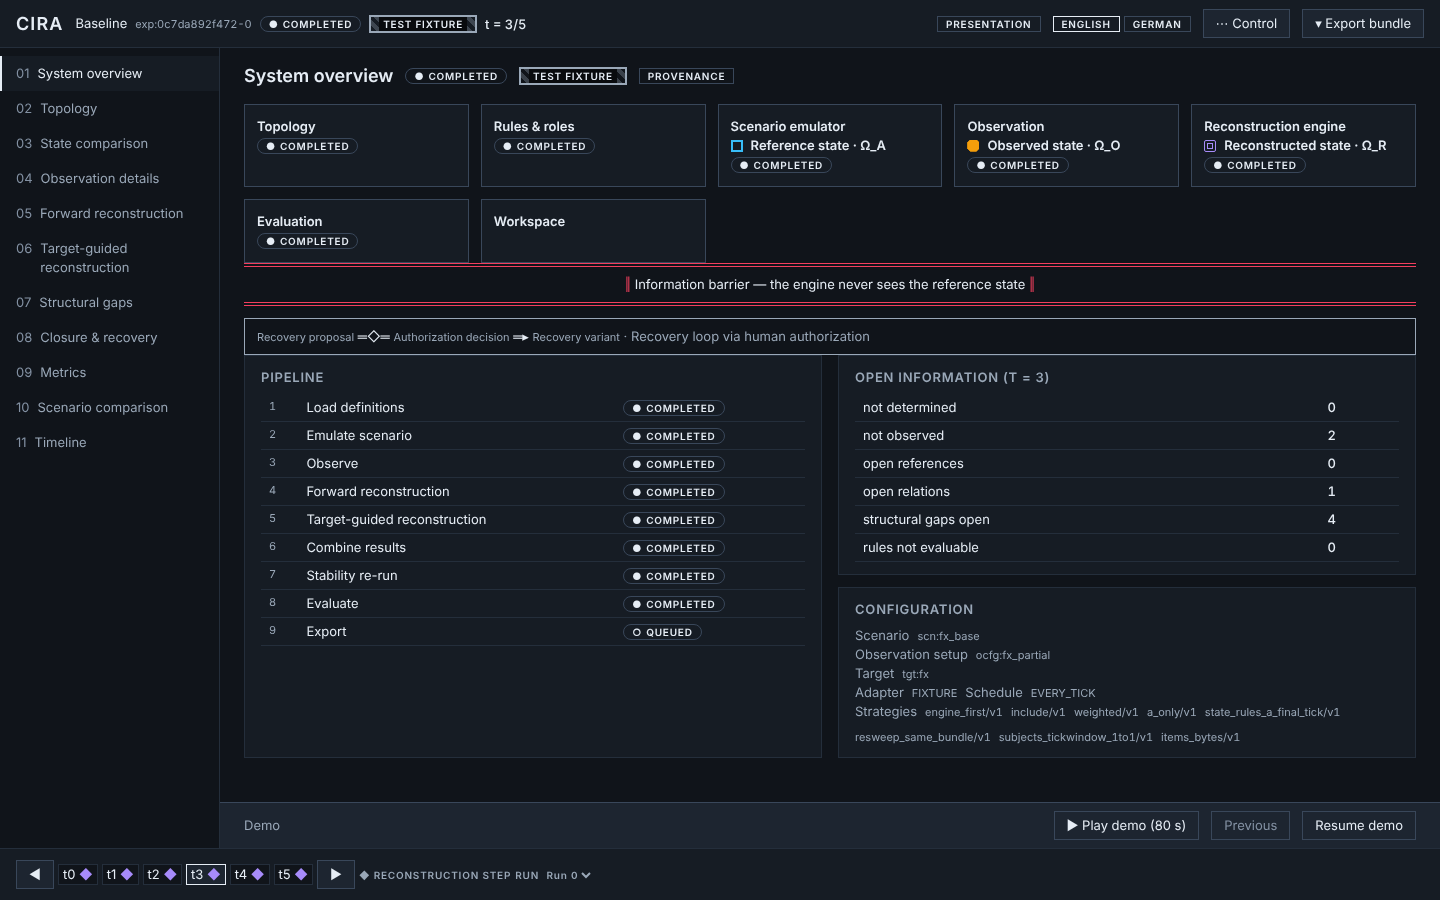 CIRA Baseline exp:0c7da892f472-0 COMPLETED TEST FIXTURE t = 3/5 PRESENTATION ENGLISH GERMAN ··· Control ▾ Export bundle
01 System overview
02 Topology
03 State comparison
04 Observation details
05 Forward reconstruction
06 Target-guided
reconstruction
07 Structural gaps
08 Closure & recovery
09 Metrics
10 Scenario comparison
11 Timeline
System overview COMPLETED TEST FIXTURE PROVENANCE
Topology
COMPLETED
Rules & roles
COMPLETED
Scenario emulator
Reference state · Ω_A
COMPLETED
Observation
Observed state · Ω_O
COMPLETED
Reconstruction engine
Reconstructed state · Ω_R
COMPLETED
Evaluation
COMPLETED
Workspace
Information barrier — the engine never sees the reference state
Recovery proposal Authorization decision Recovery variant · Recovery loop via human authorization
PIPELINE
1 Load definitions COMPLETED
2 Emulate scenario COMPLETED
3 Observe COMPLETED
4 Forward reconstruction COMPLETED
5 Target-guided reconstruction COMPLETED
6 Combine results COMPLETED
7 Stability re-run COMPLETED
8 Evaluate COMPLETED
9 Export QUEUED
OPEN INFORMATION (T = 3)
not determined 0
not observed 2
open references 0
open relations 1
structural gaps open 4
rules not evaluable 0
CONFIGURATION
Scenario scn:fx_base
Observation setup ocfg:fx_partial
Target tgt:fx
Adapter FIXTURE Schedule EVERY_TICK
Strategies engine_first/v1 include/v1 weighted/v1 a_only/v1 state_rules_a_final_tick/v1
resweep_same_bundle/v1 subjects_tickwindow_1to1/v1 items_bytes/v1
Demo ▶ Play demo (80 s) Previous Resume demo
◀ t0 ◆ t1 ◆ t2 ◆ t3 ◆ t4 ◆ t5 ◆ ▶ ◆ RECONSTRUCTION STEP RUN Run 0